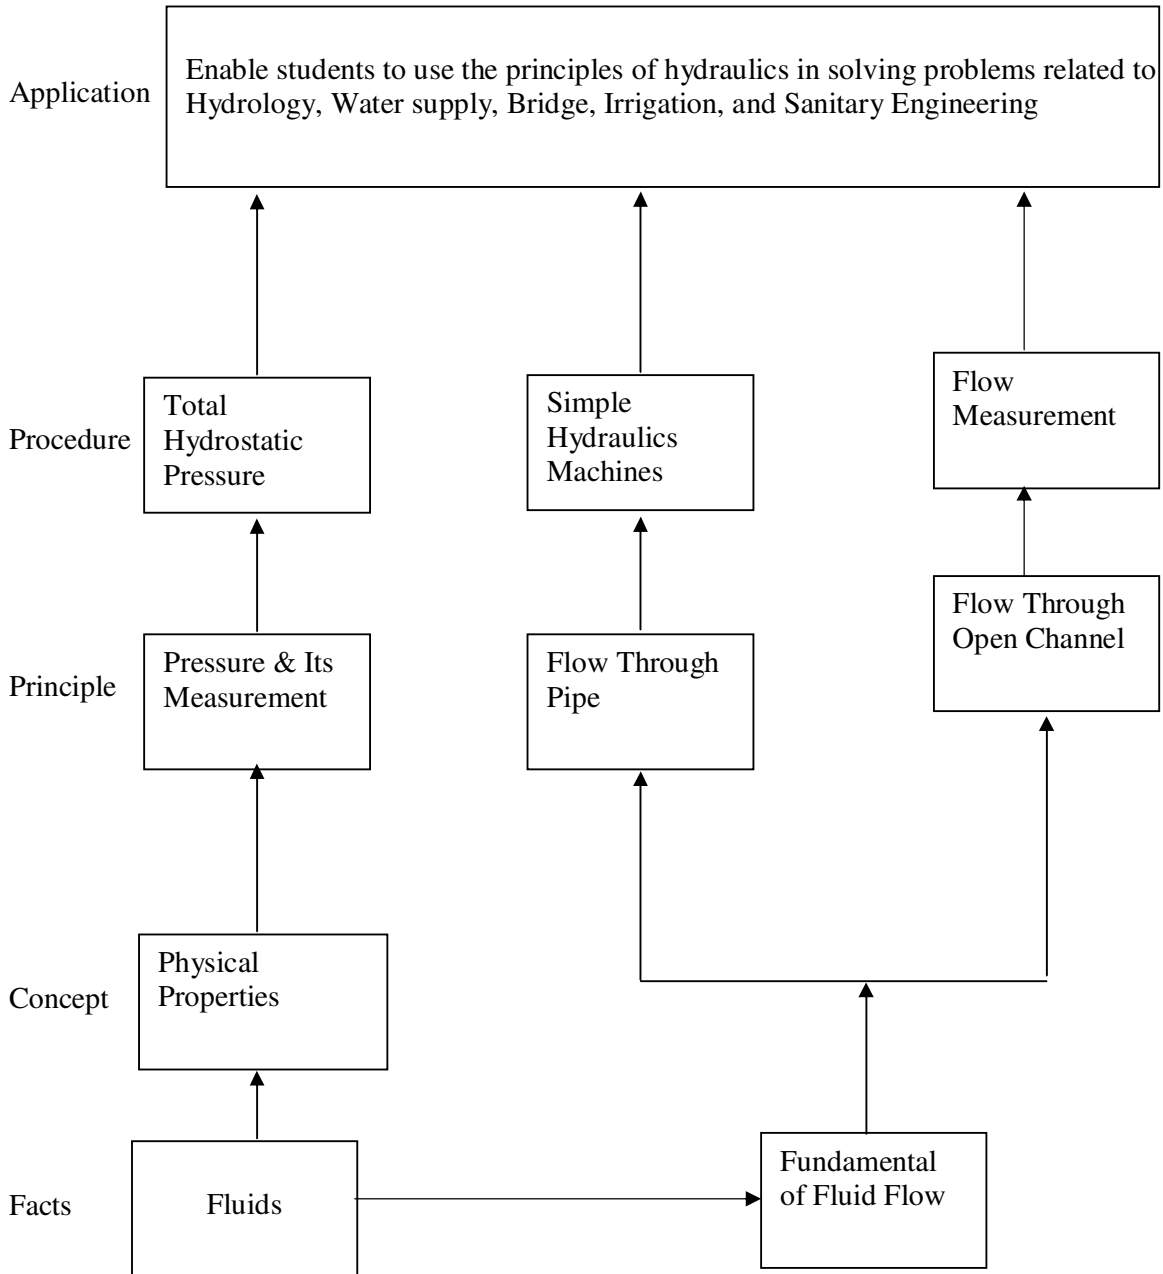 Application
Enable students to use the principles of hydraulics in solving problems related to
Hydrology, Water supply, Bridge, Irrigation, and Sanitary Engineering
Procedure
Total
Hydrostatic
Pressure
Simple
Hydraulics
Machines
Flow
Measurement
Principle
Pressure & Its
Measurement
Flow Through
Pipe
Flow Through
Open Channel
Concept
Physical
Properties
Facts
Fluids
Fundamental
of Fluid Flow